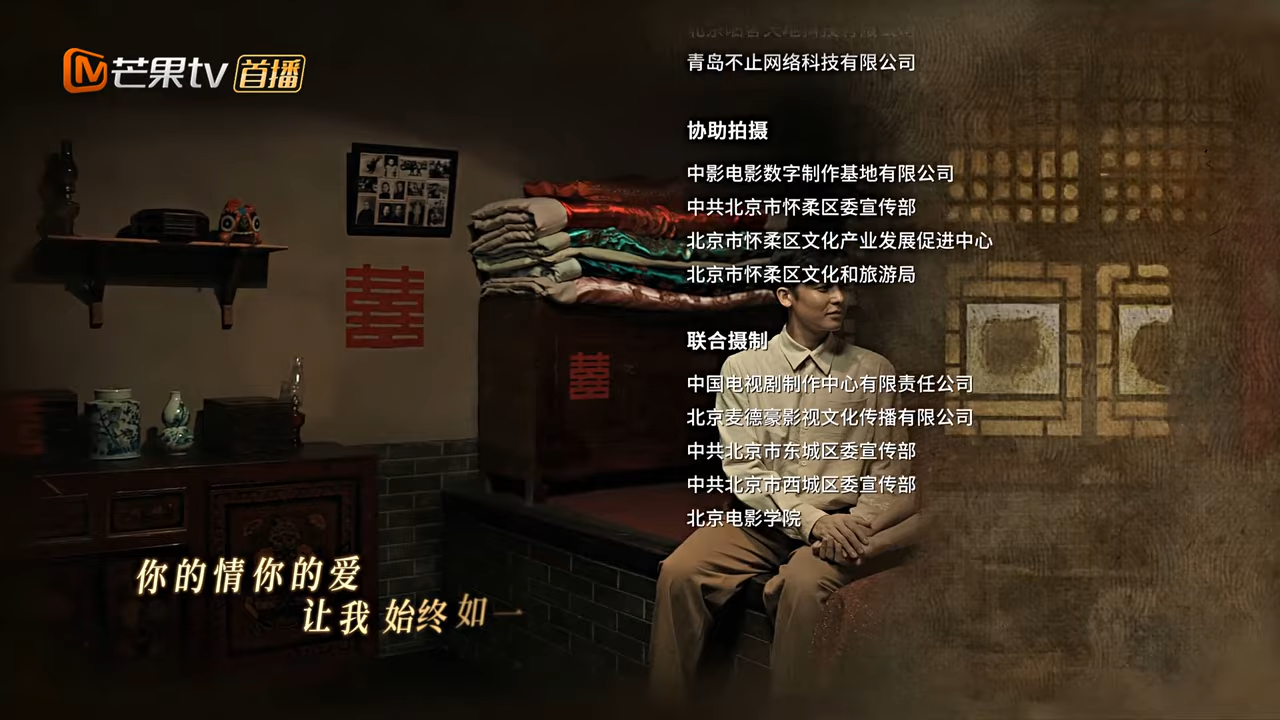 芒果tv 首播
青岛不止网络科技有限公司
协助拍摄
中影电影数字制作基地有限公司
中共北京市怀柔区委宣传部
北京市怀柔区文化产业发展促进中心
北京市怀柔区文化和旅游局
联合摄制
中国电视剧制作中心有限责任公司
北京麦德豪影视文化传播有限公司
中共北京市东城区委宣传部
中共北京市西城区委宣传部
北京电影学院
囍
囍
你的情你的爱
让我 始终如一